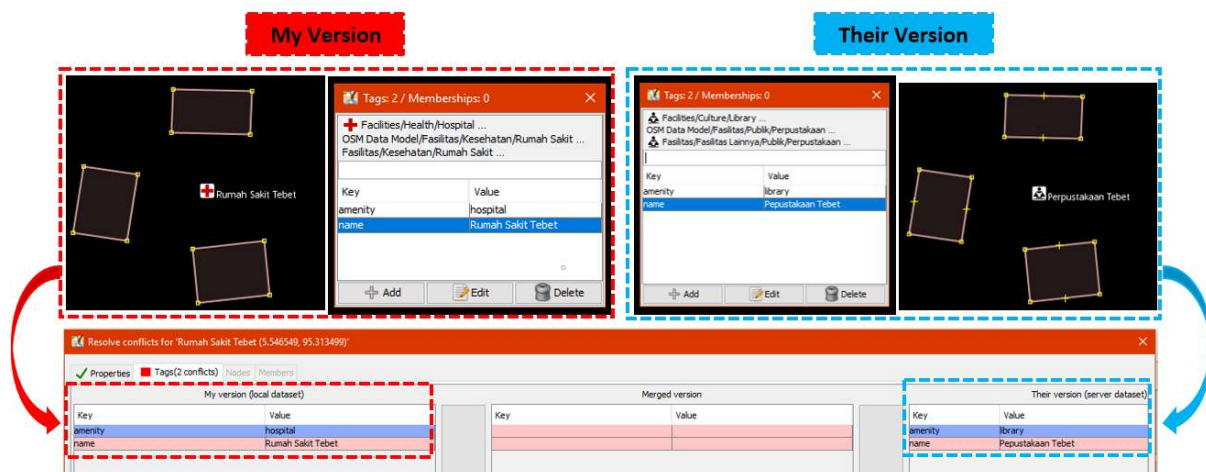 My Version
Their Version
Rumah Sakit Tebet
Tags: 2 / Memberships: 0
Facilities/Health/Hospital ...
OSM Data Model/Fasilitas/Kesehatan/Rumah Sakit ...
Fasilitas/Kesehatan/Rumah Sakit ...
Key Value
amenity hospital
name Rumah Sakit Tebet
Add Edit Delete
Tags: 2 / Memberships: 0
Facilities/Culture/Library ...
OSM Data Model/Fasilitas/Publik/Perpustakaan ...
Fasilitas/Fasilitas Lainnya/Publik/Perpustakaan ...
Key Value
amenity library
name Pepustakaan Tebet
Add Edit Delete
Perpustakaan Tebet
Resolve conflicts for 'Rumah Sakit Tebet (5.546549, 95.313499)'
Properties Tags(2 conflicts) Nodes Members
My version (local dataset) Merged version Their version (server dataset)
Key Value Key Value Key Value
amenity hospital amenity library
name Rumah Sakit Tebet name Pepustakaan Tebet